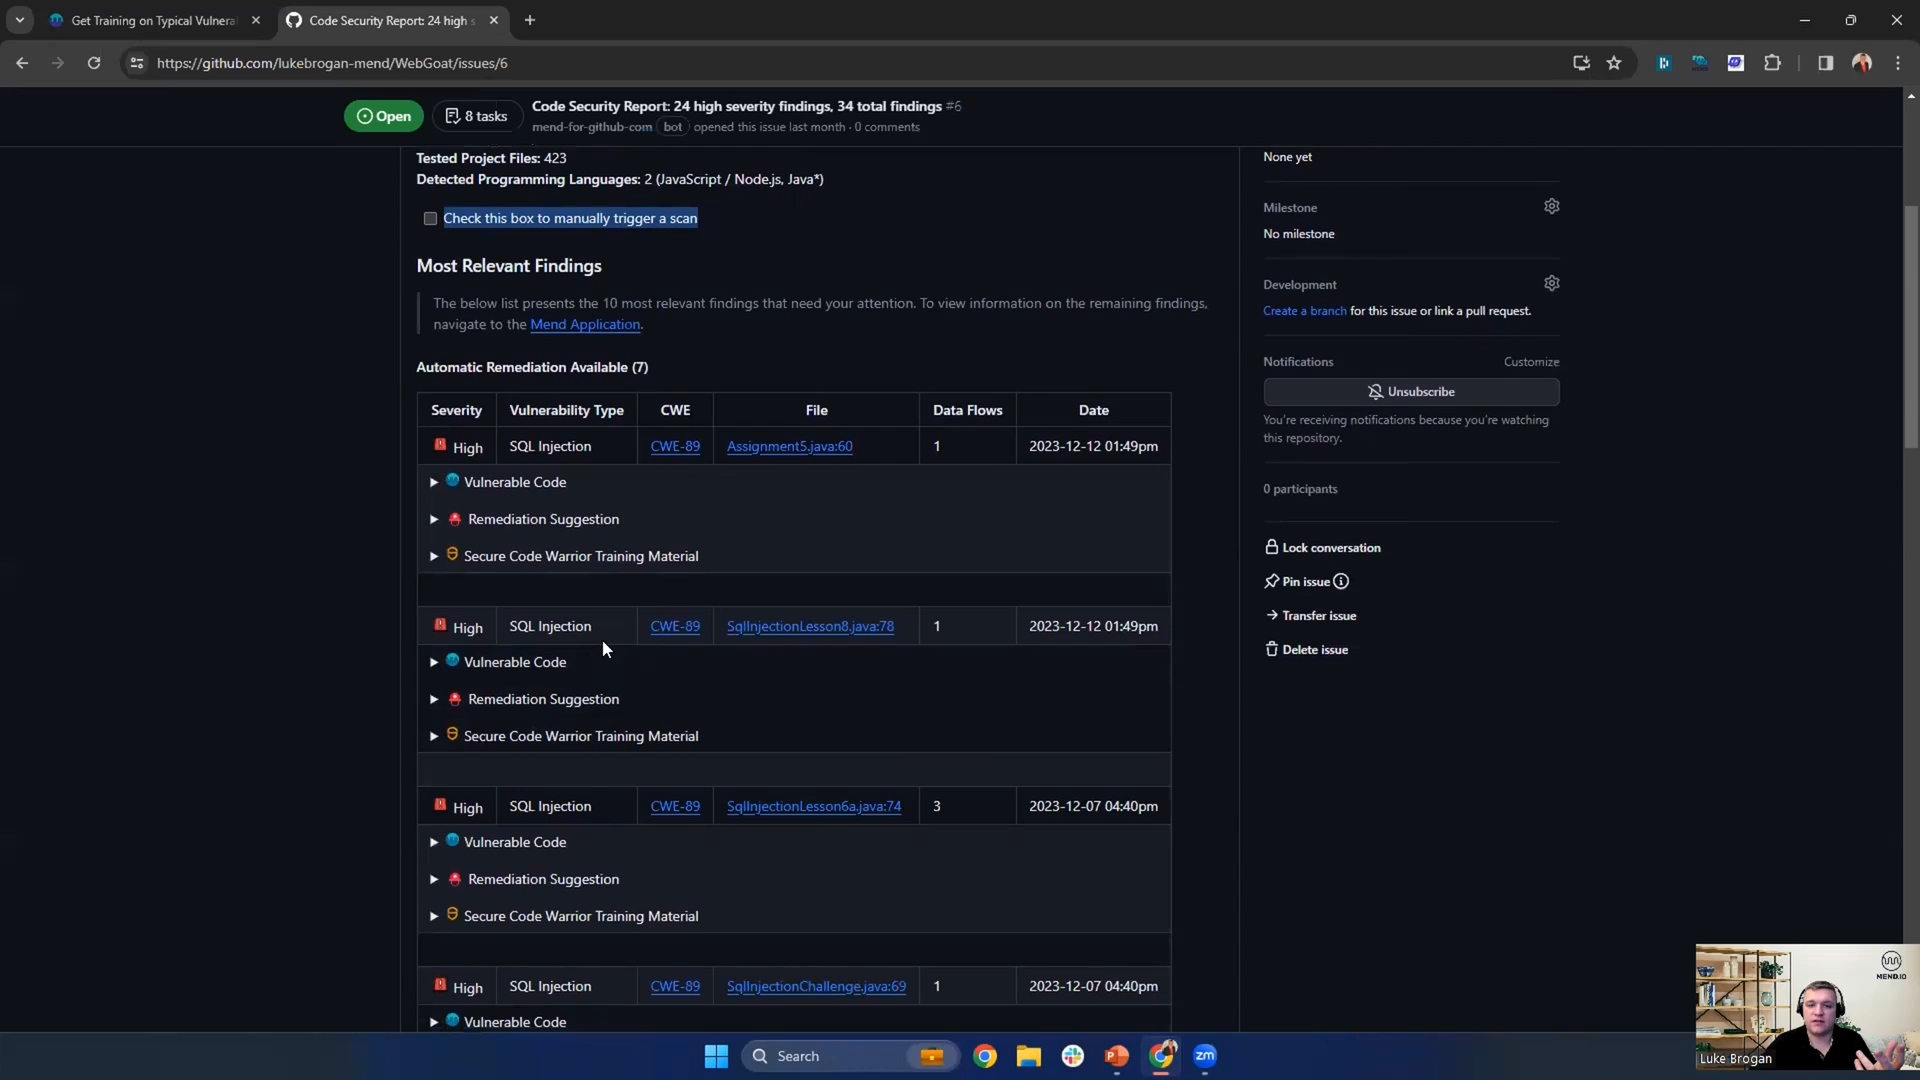 Get Training on Typical Vulnera
Code Security Report: 24 high s
https://github.com/lukebrogan-mend/WebGoat/issues/6
Open
8 tasks
Code Security Report: 24 high severity findings, 34 total findings #6
mend-for-github-com bot opened this issue last month · 0 comments
Tested Project Files: 423
Detected Programming Languages: 2 (JavaScript / Node.js, Java*)
Check this box to manually trigger a scan
Most Relevant Findings
The below list presents the 10 most relevant findings that need your attention. To view information on the remaining findings,
navigate to the Mend Application.
Automatic Remediation Available (7)
Severity Vulnerability Type CWE File Data Flows Date
High SQL Injection CWE-89 Assignment5.java:60 1 2023-12-12 01:49pm
Vulnerable Code
Remediation Suggestion
Secure Code Warrior Training Material
High SQL Injection CWE-89 SqlInjectionLesson8.java:78 1 2023-12-12 01:49pm
Vulnerable Code
Remediation Suggestion
Secure Code Warrior Training Material
High SQL Injection CWE-89 SqlInjectionLesson6a.java:74 3 2023-12-07 04:40pm
Vulnerable Code
Remediation Suggestion
Secure Code Warrior Training Material
High SQL Injection CWE-89 SqlInjectionChallenge.java:69 1 2023-12-07 04:40pm
Vulnerable Code
None yet
Milestone
No milestone
Development
Create a branch for this issue or link a pull request.
Notifications Customize
Unsubscribe
You're receiving notifications because you're watching
this repository.
0 participants
Lock conversation
Pin issue
Transfer issue
Delete issue
MEND.IO
Luke Brogan
Search
zm